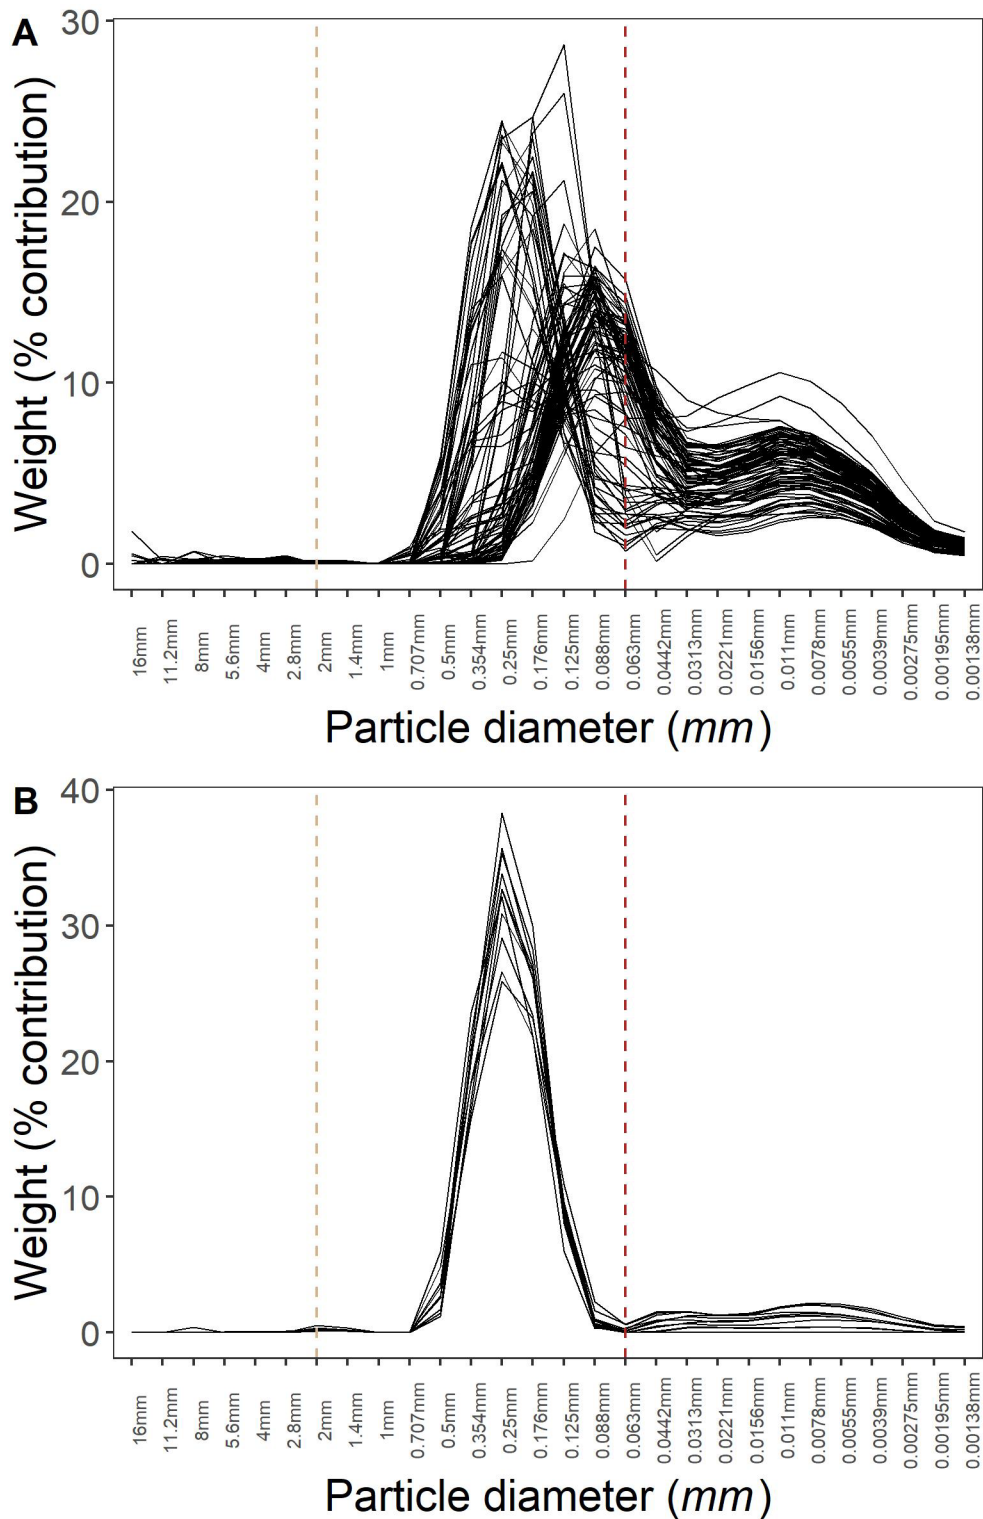 A
Weight (% contribution)
30
20
10
0
16mm
11.2mm
8mm
5.6mm
4mm
2.8mm
2mm
1.4mm
1mm
0.707mm
0.5mm
0.354mm
0.25mm
0.176mm
0.125mm
0.088mm
0.063mm
0.0442mm
0.0313mm
0.0221mm
0.0156mm
0.011mm
0.0078mm
0.0055mm
0.0039mm
0.00275mm
0.00195mm
0.00138mm
Particle diameter (mm)
B
Weight (% contribution)
40
30
20
10
0
16mm
11.2mm
8mm
5.6mm
4mm
2.8mm
2mm
1.4mm
1mm
0.707mm
0.5mm
0.354mm
0.25mm
0.176mm
0.125mm
0.088mm
0.063mm
0.0442mm
0.0313mm
0.0221mm
0.0156mm
0.011mm
0.0078mm
0.0055mm
0.0039mm
0.00275mm
0.00195mm
0.00138mm
Particle diameter (mm)